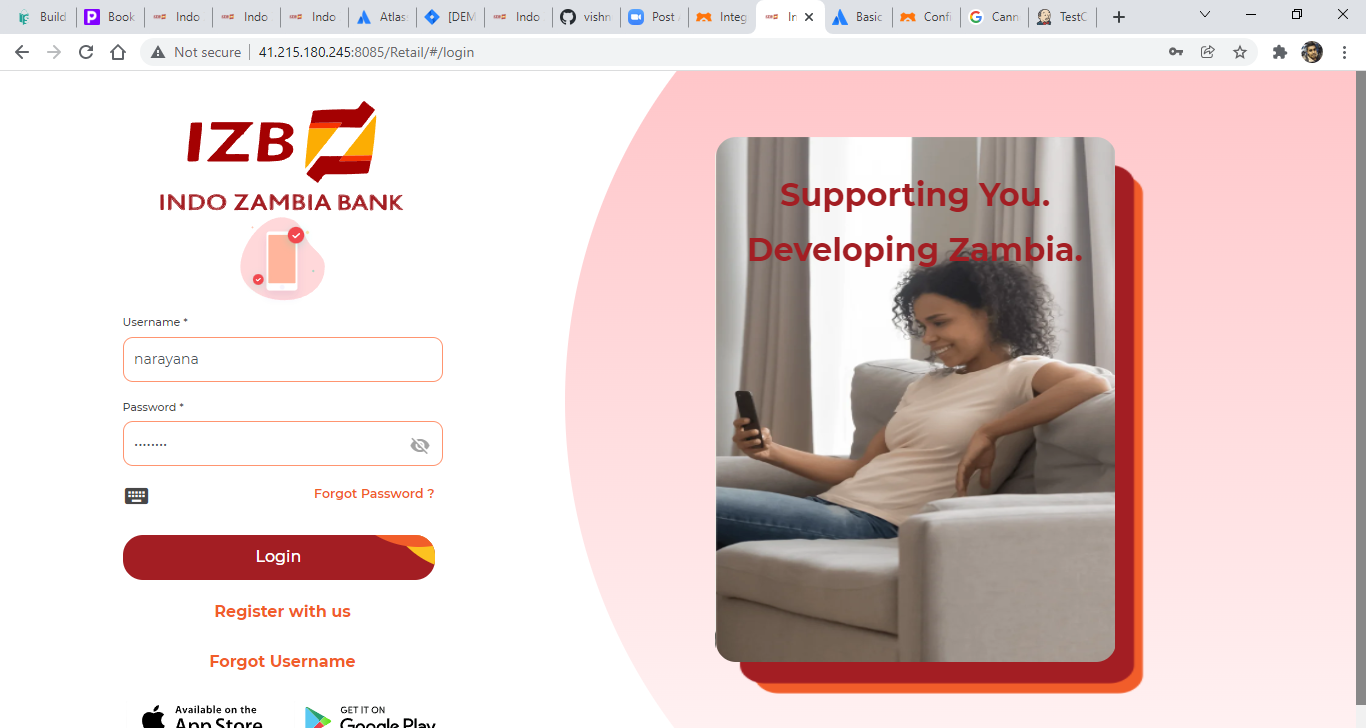 Build
Book
Indo
Indo
Indo
Atlas
[DEM
Indo
vishn
Post
Integ
In
Basic
Confi
Cann
TestC
Not secure
41.215.180.245:8085/Retail/#/login
IZB
INDO ZAMBIA BANK
Username *
narayana
Password *
........
Forgot Password ?
Login
Register with us
Forgot Username
Available on the
App Store
GET IT ON
Google Play
Supporting You.
Developing Zambia.